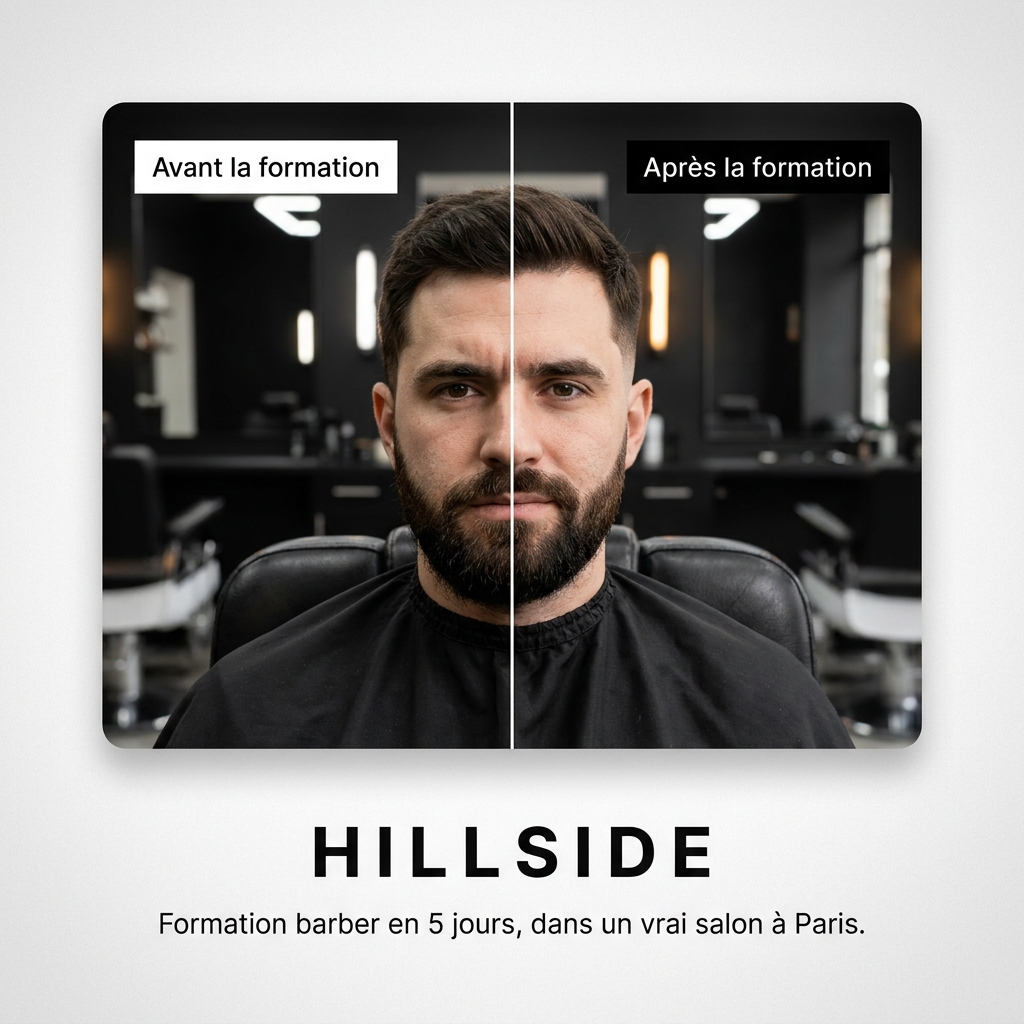 Avant la formation
Après la formation
HILLSIDE
Formation barber en 5 jours, dans un vrai salon à Paris.